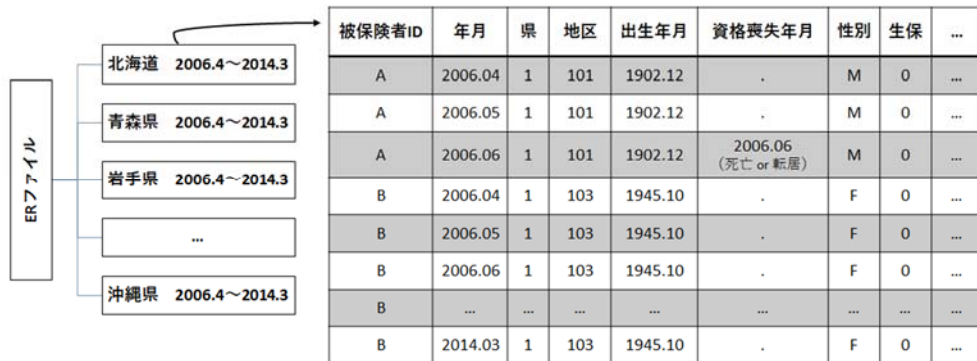 ERファイル
北海道 2006.4～2014.3
青森県 2006.4～2014.3
岩手県 2006.4～2014.3
...
沖縄県 2006.4～2014.3
被保険者ID 年月 県 地区 出生年月 資格喪失年月 性別 生保 ...
A 2006.04 1 101 1902.12 . M 0 ...
A 2006.05 1 101 1902.12 . M 0 ...
A 2006.06 1 101 1902.12 2006.06 M 0 ...
（死亡 or 転居）
B 2006.04 1 103 1945.10 . F 0 ...
B 2006.05 1 103 1945.10 . F 0 ...
B 2006.06 1 103 1945.10 . F 0 ...
B ... ... ... ... ... ... ... ...
B 2014.03 1 103 1945.10 . F 0 ...